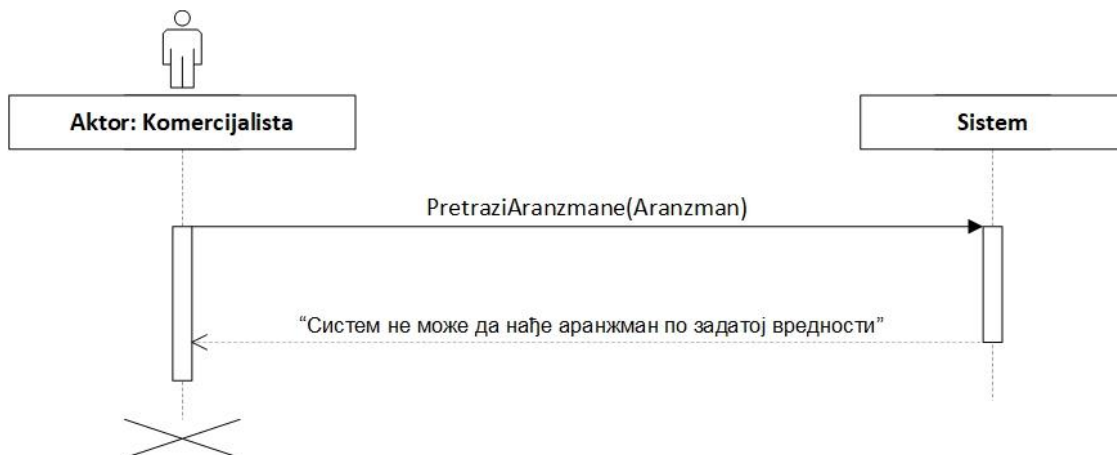 Aktor: Komercijalista
Sistem
PretraziAranzmane(Aranzman)
“Систем не може да нађе аранжман по задатој вредности”